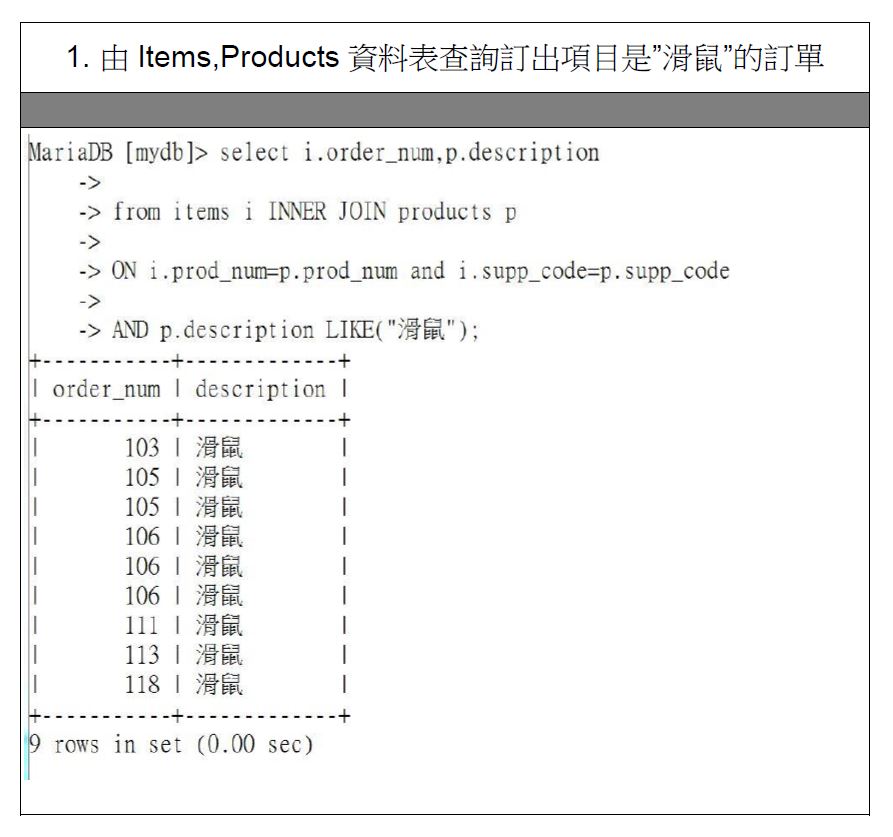 1. 由 Items,Products 資料表查詢訂出項目是”滑鼠”的訂單
MariaDB [mydb]> select i.order_num,p.description
    ->
    -> from items i INNER JOIN products p
    ->
    -> ON i.prod_num=p.prod_num and i.supp_code=p.supp_code
    ->
    -> AND p.description LIKE("滑鼠");
+-----------+-------------+
| order_num | description |
+-----------+-------------+
|       103 | 滑鼠        |
|       105 | 滑鼠        |
|       105 | 滑鼠        |
|       106 | 滑鼠        |
|       106 | 滑鼠        |
|       106 | 滑鼠        |
|       111 | 滑鼠        |
|       113 | 滑鼠        |
|       118 | 滑鼠        |
+-----------+-------------+
9 rows in set (0.00 sec)